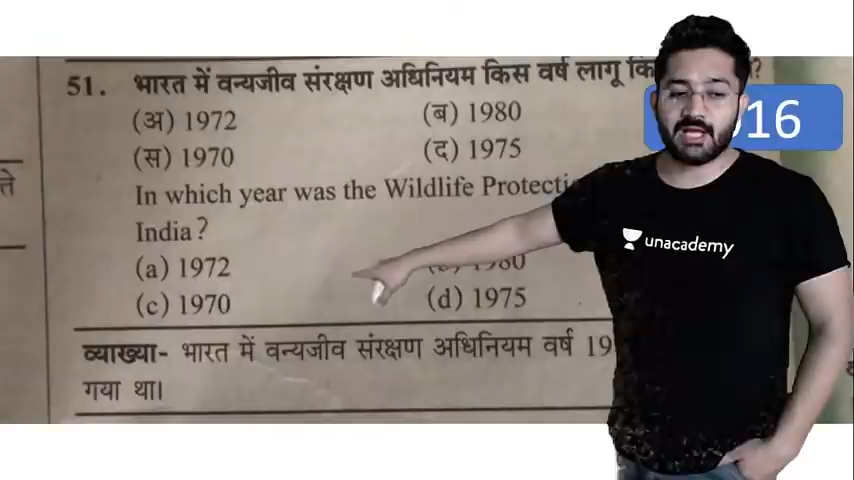 51. भारत में वन्यजीव संरक्षण अधिनियम किस वर्ष लागू
(अ) 1972 (ब) 1980
(स) 1970 (द) 1975
In which year was the Wildlife
India?
(a) 1972
(c) 1970 (d) 1975
व्याख्या- भारत में वन्यजीव संरक्षण अधिनियम वर्ष 19
गया था।
16
unacademy